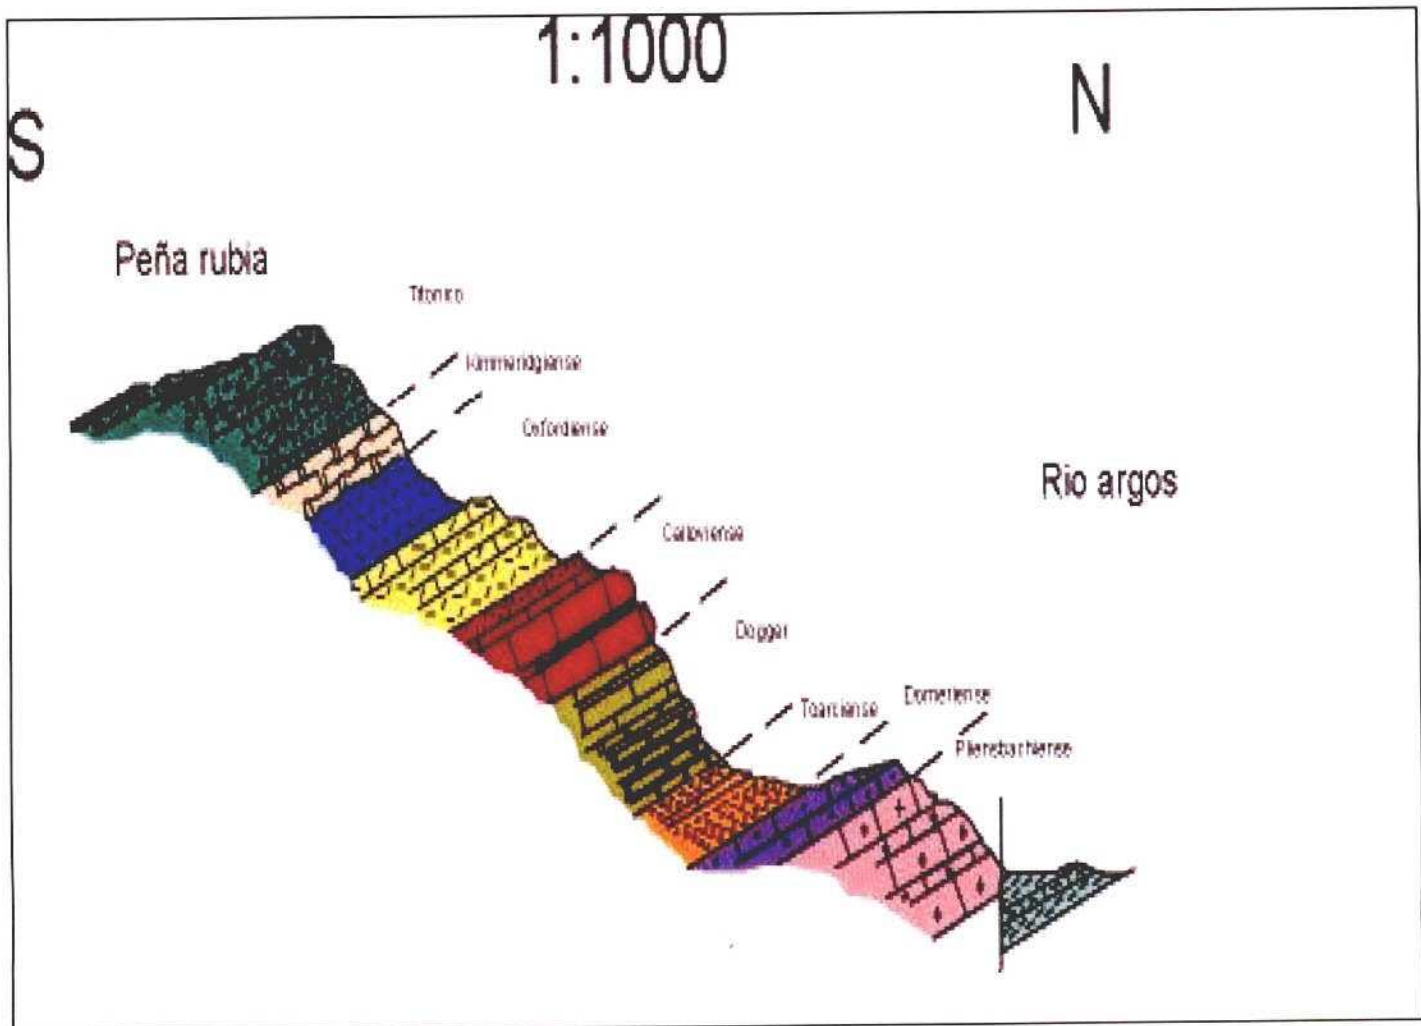 1:1000
S
N
Peña rubia
Titonico
Kimmeridgiense
Oxfordiense
Rio argos
Calloviense
Dogger
Toarciense
Domeriense
Pliensbachiense